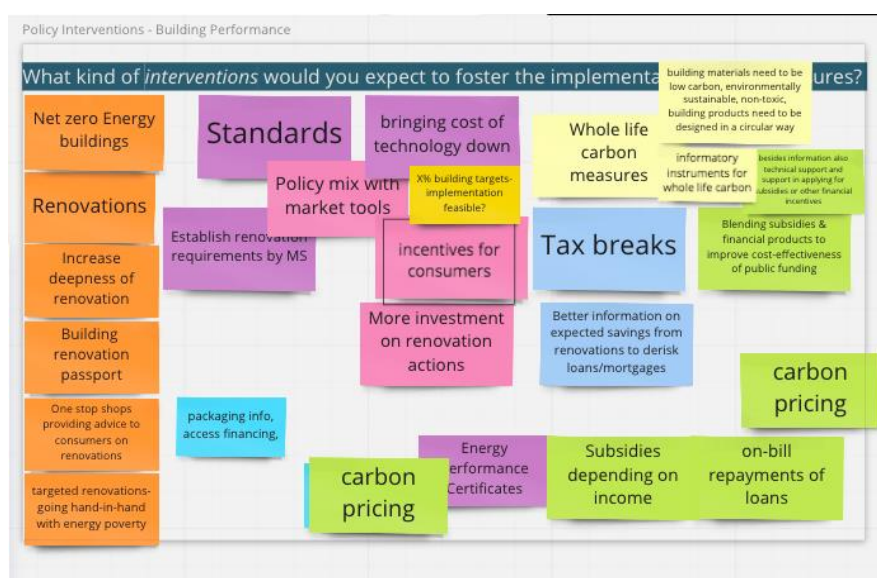 Policy Interventions - Building Performance
What kind of interventions would you expect to foster the implementa ures?
Net zero Energy
buildings
Renovations
Increase
deepness of
renovation
Building
renovation
passport
One stop shops
providing advice to
consumers on
renovations
targeted renovations-
going hand-in-hand
with energy poverty
Standards
Establish renovation
requirements by MS
packaging info,
access financing,
bringing cost of
technology down
Policy mix with
market tools
X% building targets-
implementation
feasible?
incentives for
consumers
More investment
on renovation
actions
carbon
pricing
Energy
erformance
Certificates
Whole life
carbon
measures
building materials need to be
low carbon, environmentally
sustainable, non-toxic,
building products need to be
designed in a circular way
informatory
instruments for
whole life carbon
besides information also
technical support and
support in applying for
subsidies or other financial
incentives
Tax breaks
Blending subsidies &
financial products to
improve cost-effectiveness
of public funding
Better information on
expected savings from
renovations to derisk
loans/mortgages
carbon
pricing
Subsidies
depending on
income
on-bill
repayments of
loans